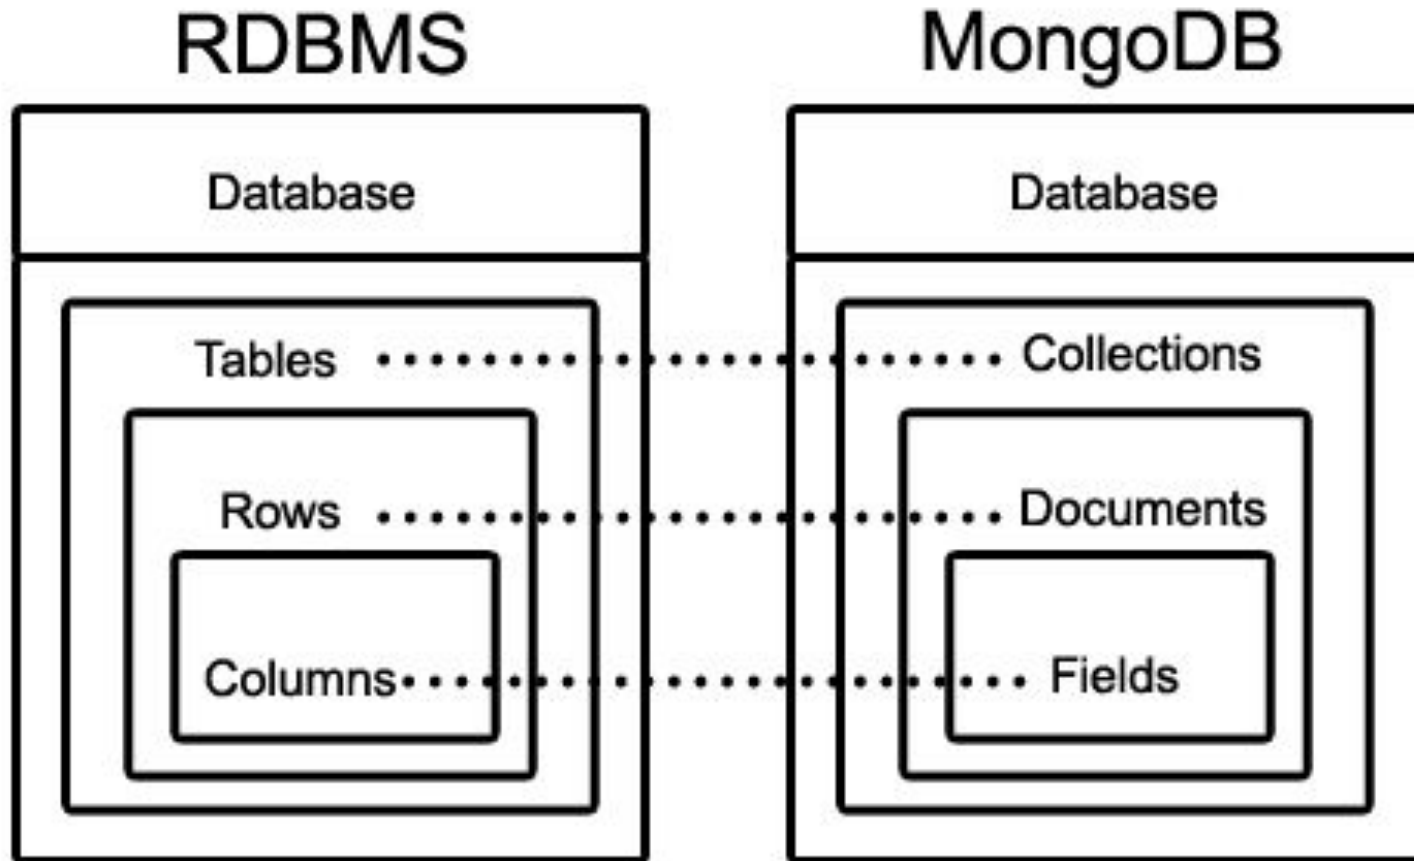 RDBMS
MongoDB
Database
Database
Tables
Collections
Rows
Documents
Columns
Fields